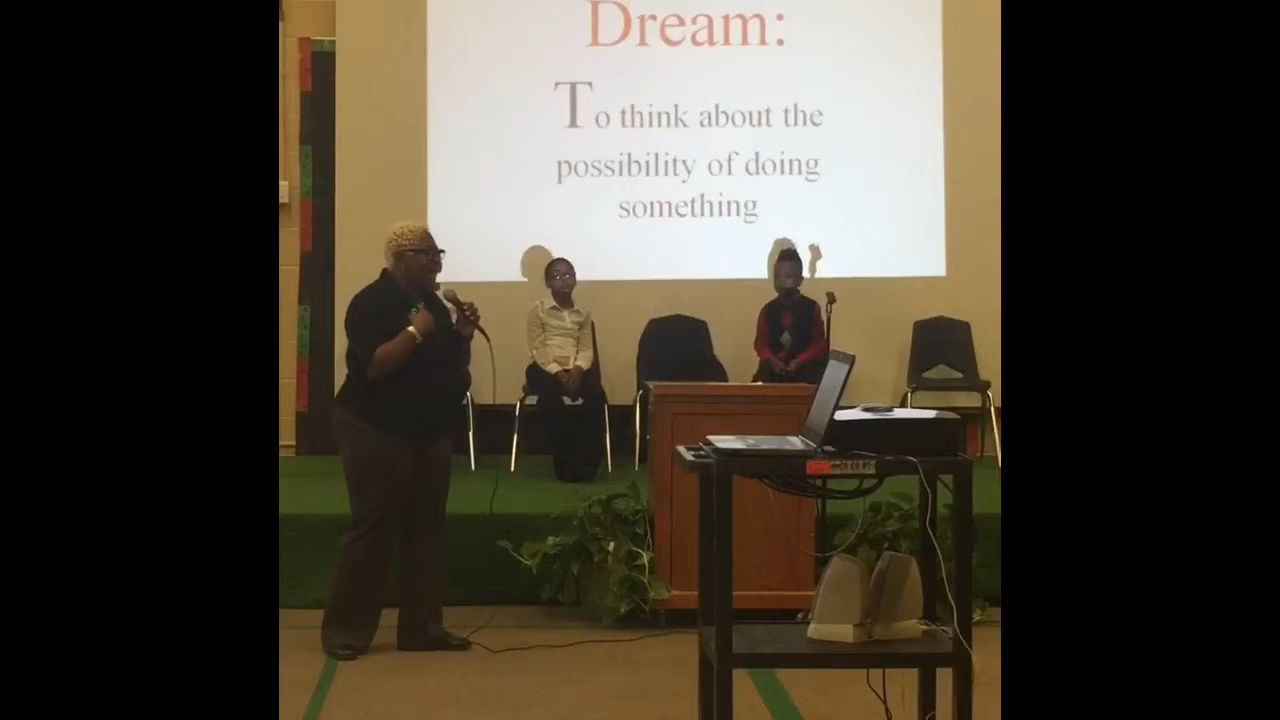 Dream:
To think about the
possibility of doing
something